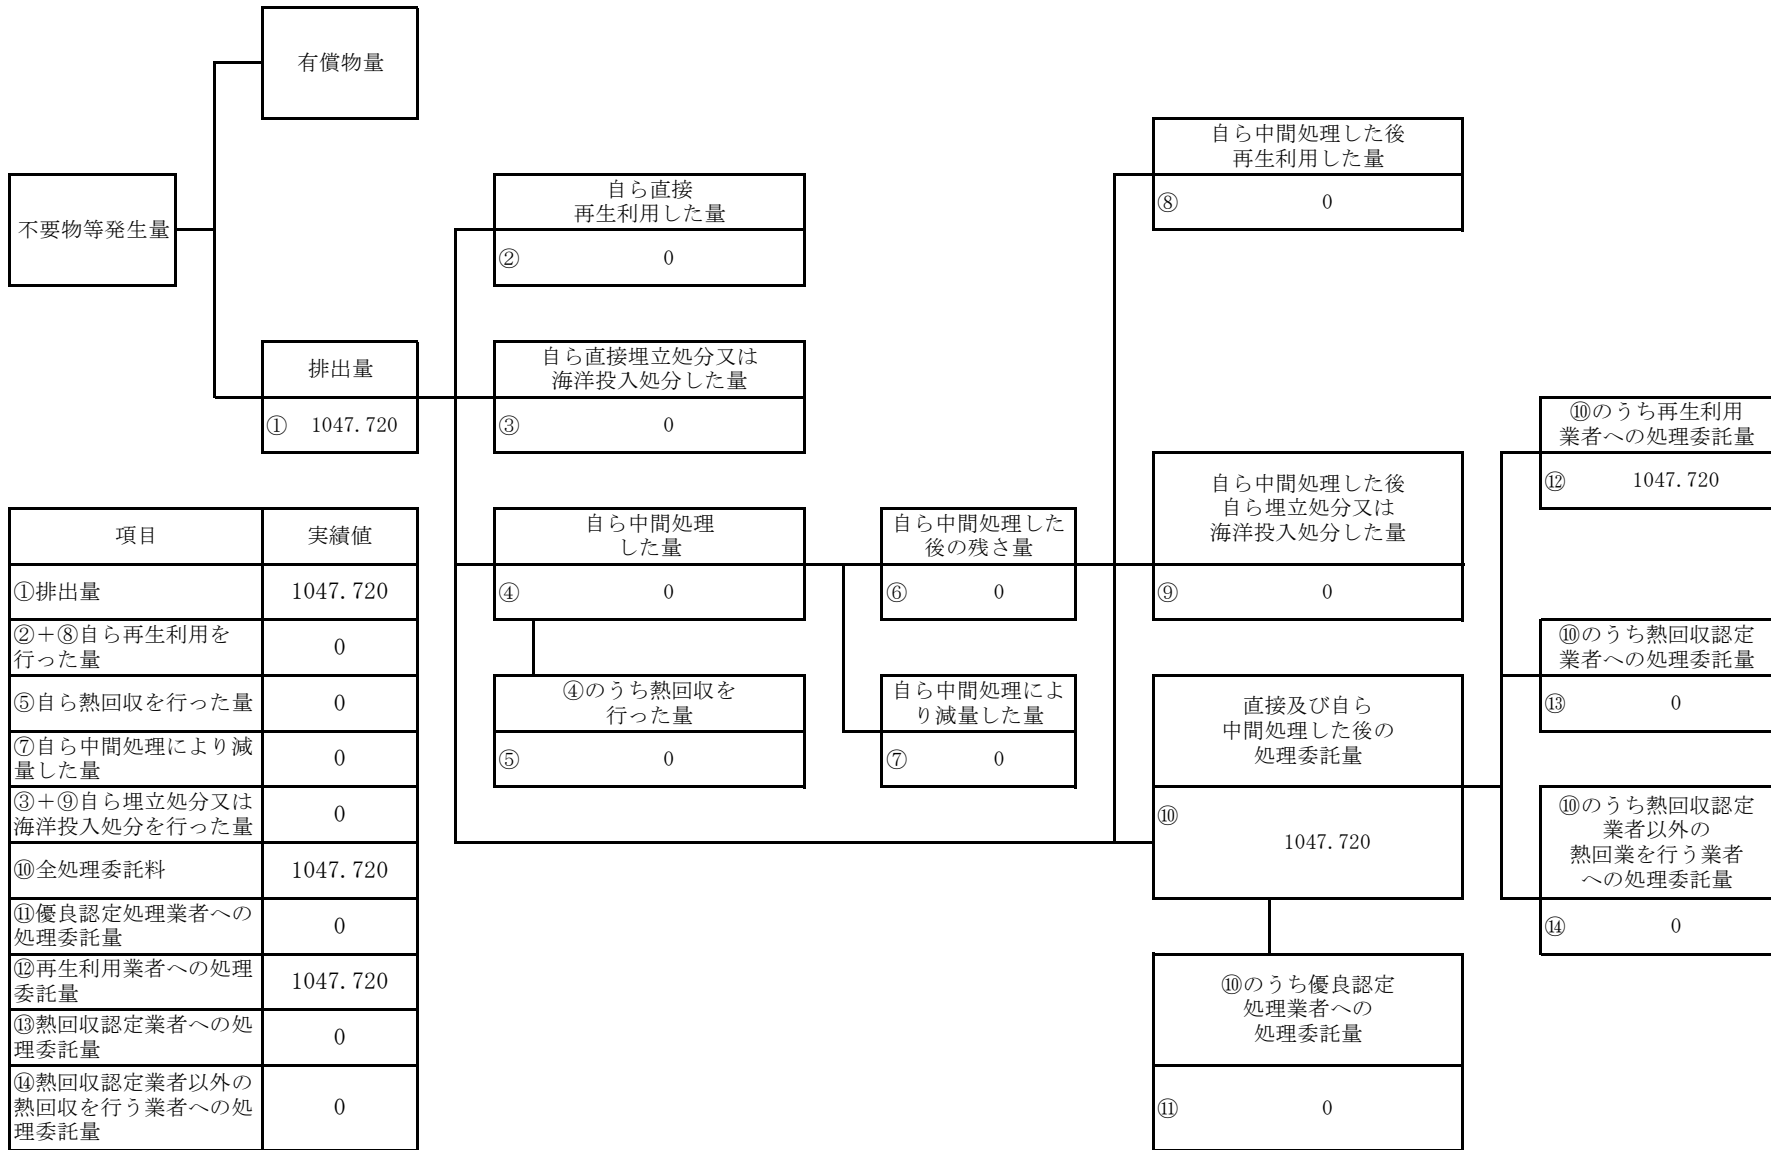 有償物量
不要物等発生量
排出量
① 1047.720
自ら直接
再生利用した量
② 0
自ら直接埋立処分又は
海洋投入処分した量
③ 0
自ら中間処理
した量
④ 0
④のうち熱回収を
行った量
⑤ 0
自ら中間処理した
後の残さ量
⑥ 0
自ら中間処理によ
り減量した量
⑦ 0
自ら中間処理した後
再生利用した量
⑧ 0
自ら中間処理した後
自ら埋立処分又は
海洋投入処分した量
⑨ 0
直接及び自ら
中間処理した後の
処理委託量
⑩
1047.720
⑩のうち優良認定
処理業者への
処理委託量
⑪ 0
⑩のうち再生利用
業者への処理委託量
⑫ 1047.720
⑩のうち熱回収認定
業者への処理委託量
⑬ 0
⑩のうち熱回収認定
業者以外の
熱回業を行う業者
への処理委託量
⑭ 0
項目 実績値
①排出量 1047.720
②＋⑧自ら再生利用を
行った量 0
⑤自ら熱回収を行った量 0
⑦自ら中間処理により減
量した量 0
③＋⑨自ら埋立処分又は
海洋投入処分を行った量 0
⑩全処理委託料 1047.720
⑪優良認定処理業者への
処理委託量 0
⑫再生利用業者への処理
委託量 1047.720
⑬熱回収認定業者への処
理委託量 0
⑭熱回収認定業者以外の
熱回収を行う業者への処
理委託量 0